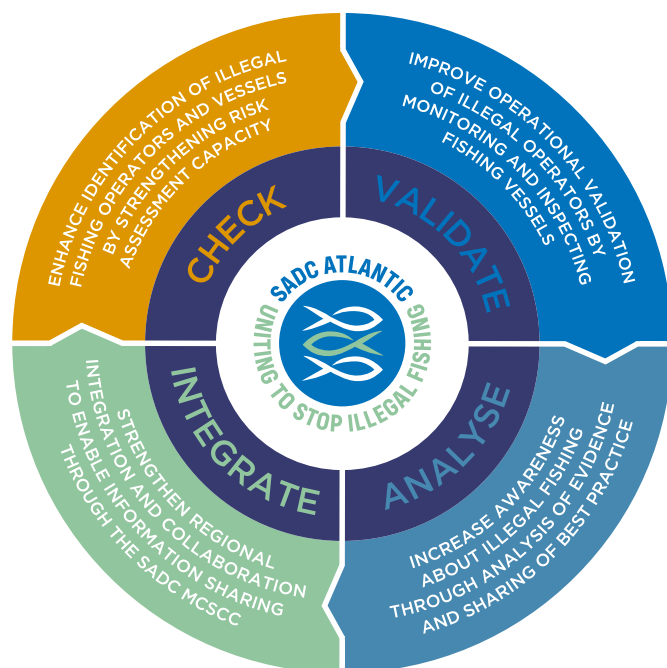 ENHANCE IDENTIFICATION OF ILLEGAL
FISHING OPERATORS AND VESSELS
BY STRENGTHENING RISK
ASSESSMENT CAPACITY
CHECK
IMPROVE OPERATIONAL VALIDATION
OF ILLEGAL OPERATORS BY
MONITORING AND INSPECTING
FISHING VESSELS
VALIDATE
SADC ATLANTIC
UNITING TO STOP ILLEGAL FISHING
INTEGRATE
STRENGTHEN REGIONAL
INTEGRATION AND COLLABORATION
TO ENABLE INFORMATION SHARING
THROUGH THE SADC MCSCC
ANALYSE
INCREASE AWARENESS
ABOUT ILLEGAL FISHING
THROUGH ANALYSIS OF EVIDENCE
AND SHARING OF BEST PRACTICE